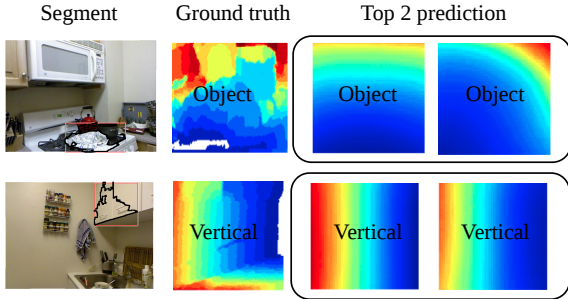 Segment Ground truth Top 2 prediction
Object Object Object
Vertical Vertical Vertical